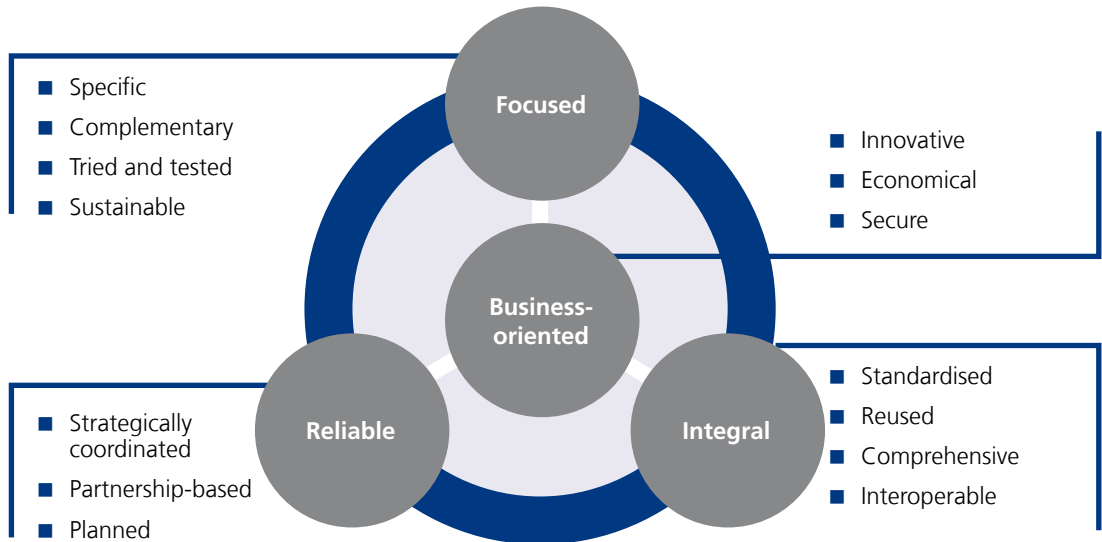 Focused
Specific
Complementary
Tried and tested
Sustainable
Innovative
Economical
Secure
Business-
oriented
Reliable
Strategically
coordinated
Partnership-based
Planned
Integral
Standardised
Reused
Comprehensive
Interoperable